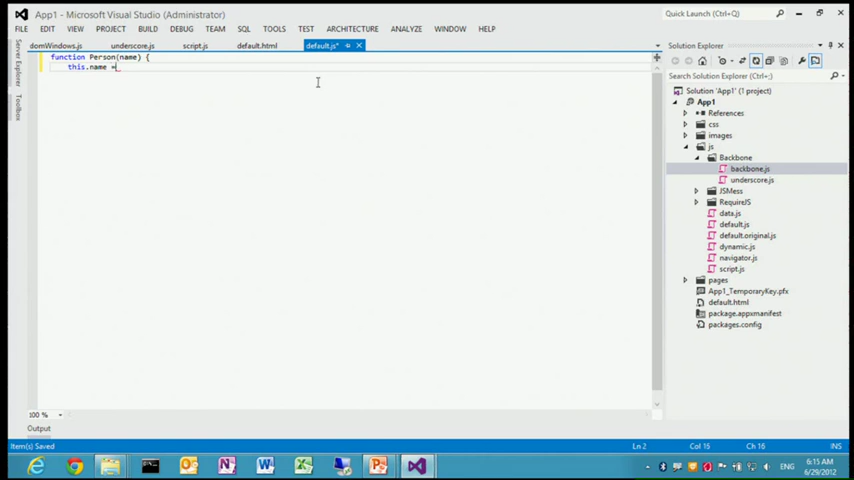 App1 - Microsoft Visual Studio (Administrator)
Quick Launch (Ctrl+Q)
FILE EDIT VIEW PROJECT BUILD DEBUG TEAM SQL TOOLS TEST ARCHITECTURE ANALYZE WINDOW HELP
domWindows.js underscore.js script.js default.html default.js*
Server Explorer
Toolbox
function Person(name) {
this.name =
Solution Explorer
Search Solution Explorer (Ctrl+;)
Solution 'App1' (1 project)
App1
References
css
images
js
Backbone
backbone.js
underscore.js
JSMess
RequireJS
data.js
default.js
default.original.js
dynamic.js
navigator.js
script.js
pages
App1_TemporaryKey.pfx
default.html
package.appxmanifest
packages.config
100 %
Output
Item(s) Saved Ln 2 Col 15 Ch 16 INS
ENG
6:15 AM
6/29/2012